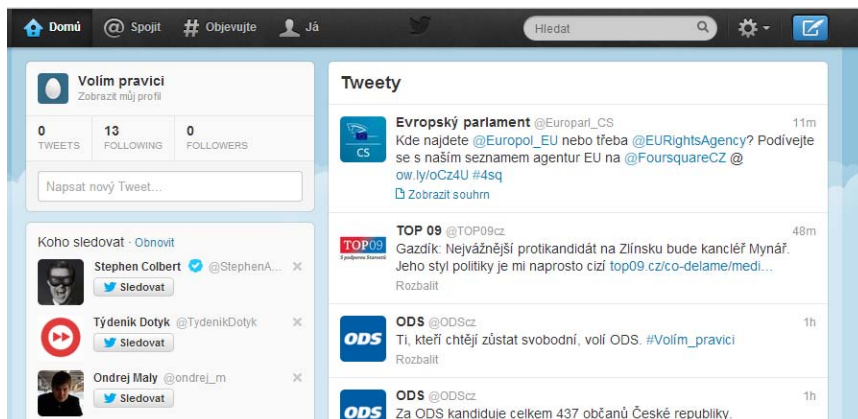 Domú Spojit Objevujte Já Hledat
Volím pravici
Zobrazit můj profil
0 13 0
TWEETS FOLLOWING FOLLOWERS
Napsat nový Tweet...
Koho sledovat · Obnovit
Stephen Colbert @StephenA...
Sledovat
Týdeník Dotyk @TydenikDotyk
Sledovat
Ondrej Maly @ondrej_m
Sledovat
Tweety
CS
Evropský parlament @Europarl_CS 11m
Kde najdete @Europol_EU nebo třeba @EURightsAgency? Podívejte
se s naším seznamem agentur EU na @FoursquareCZ @
ow.ly/oCz4U #4sq
Zobrazit souhrn
TOP 09
TOP 09 @TOP09cz 48m
Gazdík: Nejvážnější protikandidát na Zlínsku bude kancléř Mynář.
Jeho styl politiky je mi naprosto cizí top09.cz/co-delame/medi...
Rozbalit
ODS
ODS @ODScz 1h
Ti, kteří chtějí zůstat svobodní, volí ODS. #Volím_pravici
Rozbalit
ODS
ODS @ODScz 1h
Za ODS kandiduje celkem 437 občanů České republiky.